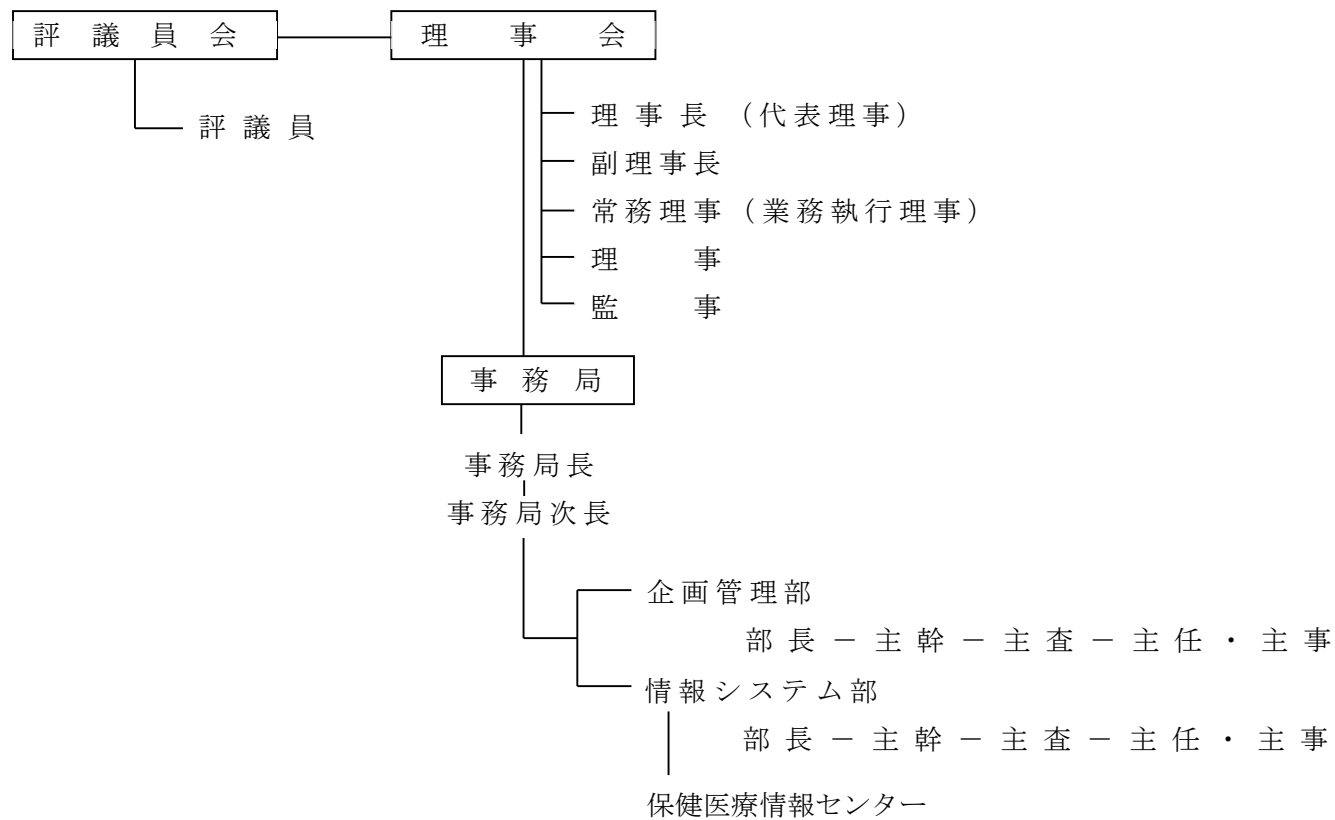 評議員会
理事会
評議員
理事長（代表理事）
副理事長
常務理事（業務執行理事）
理事
監事
事務局
事務局長
事務局次長
企画管理部
部長－主幹－主査－主任・主事
情報システム部
部長－主幹－主査－主任・主事
保健医療情報センター